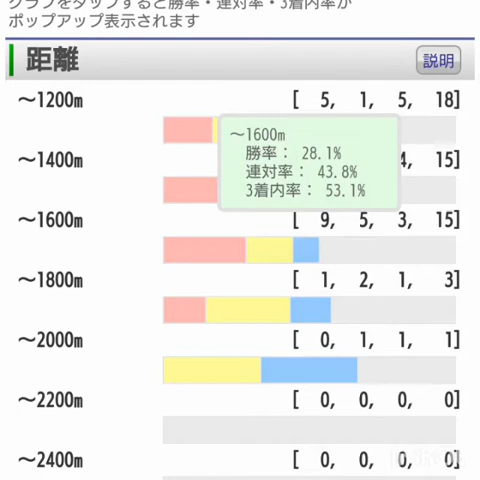 グラフをタップすると勝率・連対率・3着内率が
ポップアップ表示されます
距離
説明
～1200m [ 5, 1, 5, 18]
～1600m
勝率： 28.1%
連対率： 43.8%
3着内率： 53.1%
～1400m 4, 15]
～1600m [ 9, 5, 3, 15]
～1800m [ 1, 2, 1, 3]
～2000m [ 0, 1, 1, 1]
～2200m [ 0, 0, 0, 0]
～2400m [ 0, 0, 0, 0]